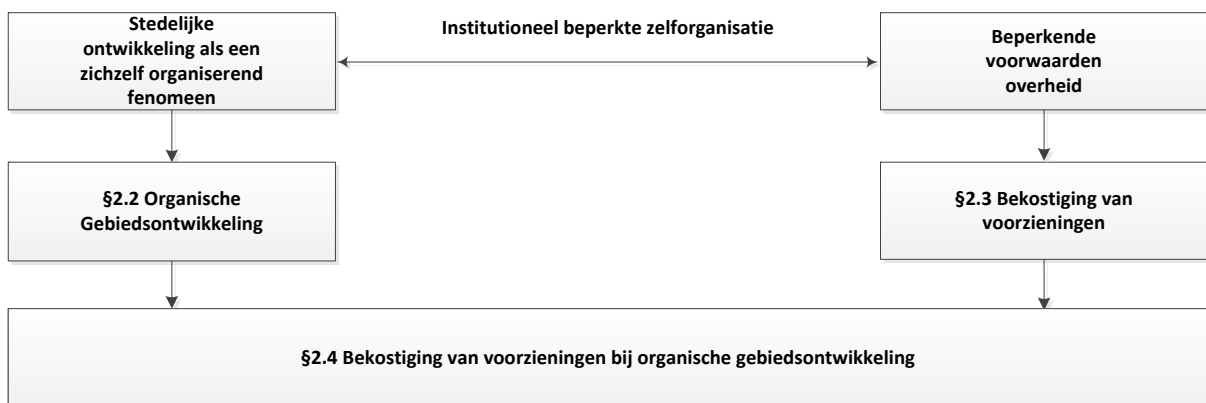 Stedelijke
ontwikkeling als een
zichzelf organiserend
fenomeen
Institutioneel beperkte zelforganisatie
Beperkende
voorwaarden
overheid
§2.2 Organische
Gebiedsontwikkeling
§2.3 Bekostiging van
voorzieningen
§2.4 Bekostiging van voorzieningen bij organische gebiedsontwikkeling